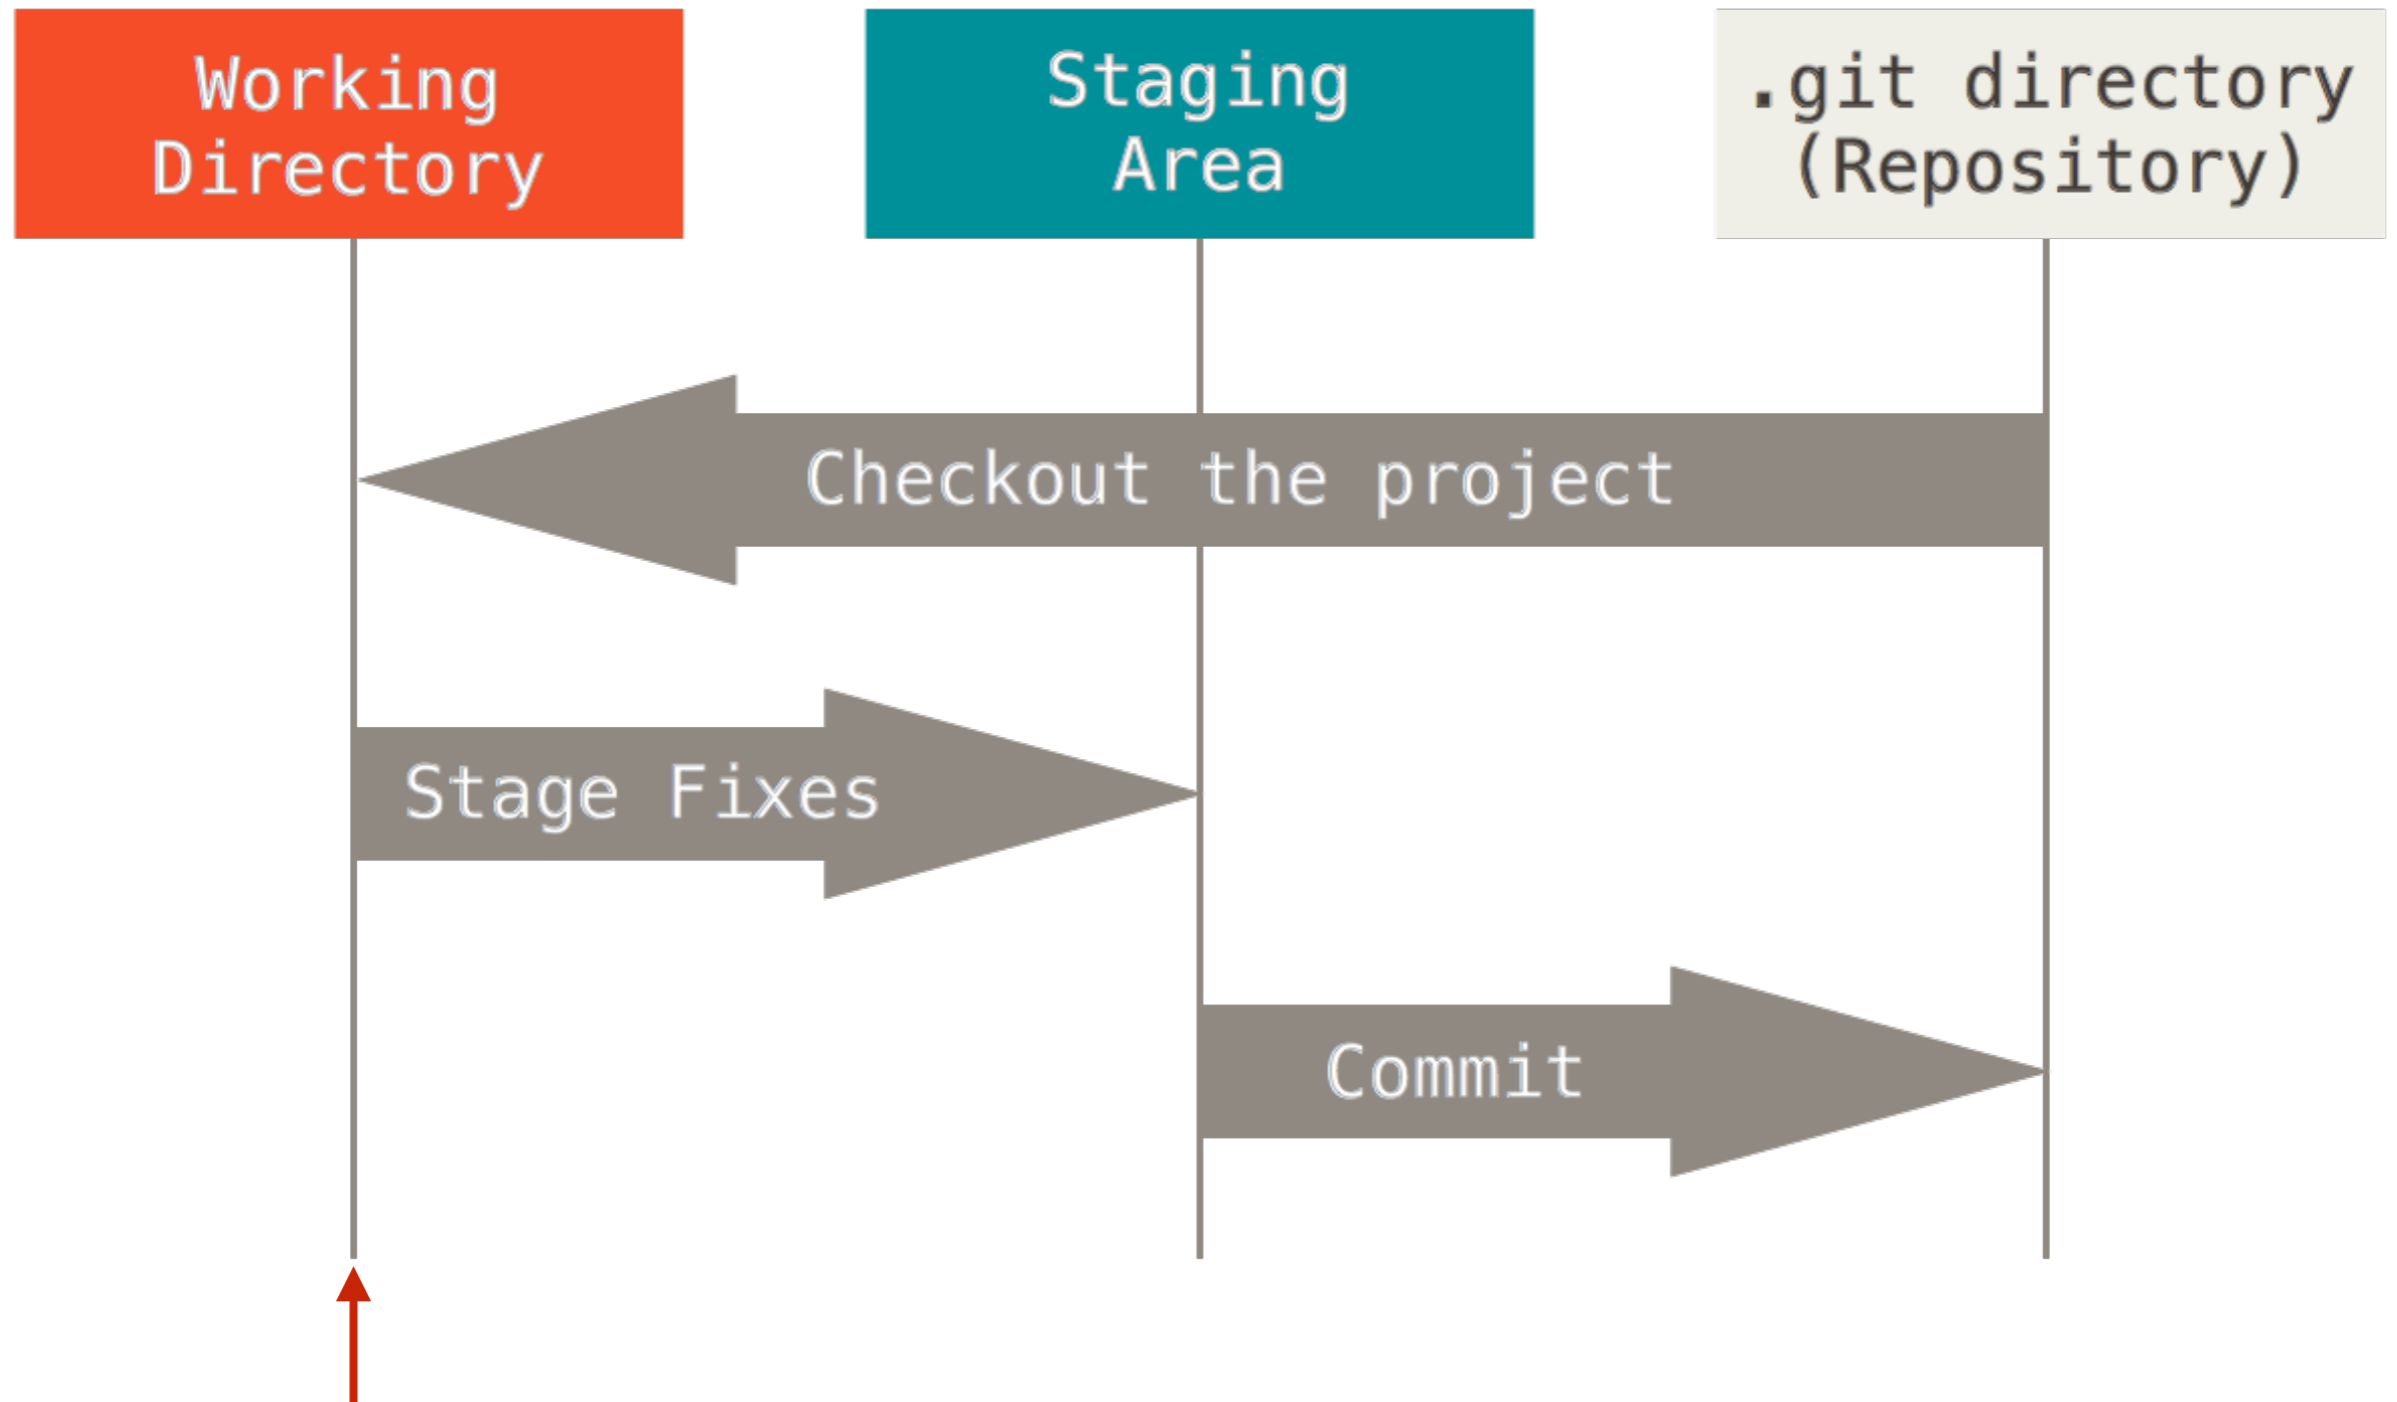 Working
Directory
Staging
Area
.git directory
(Repository)
Checkout the project
Stage Fixes
Commit